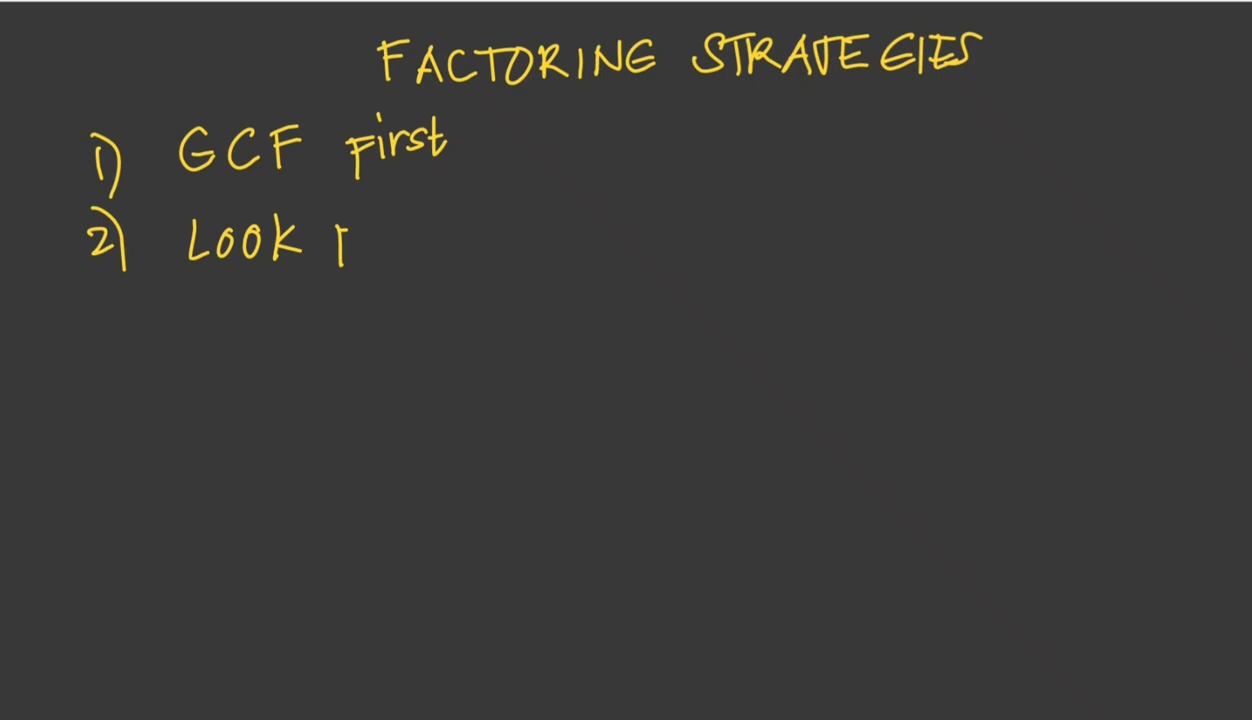 FACTORING STRATEGIES
1) GCF First
2) LOOK